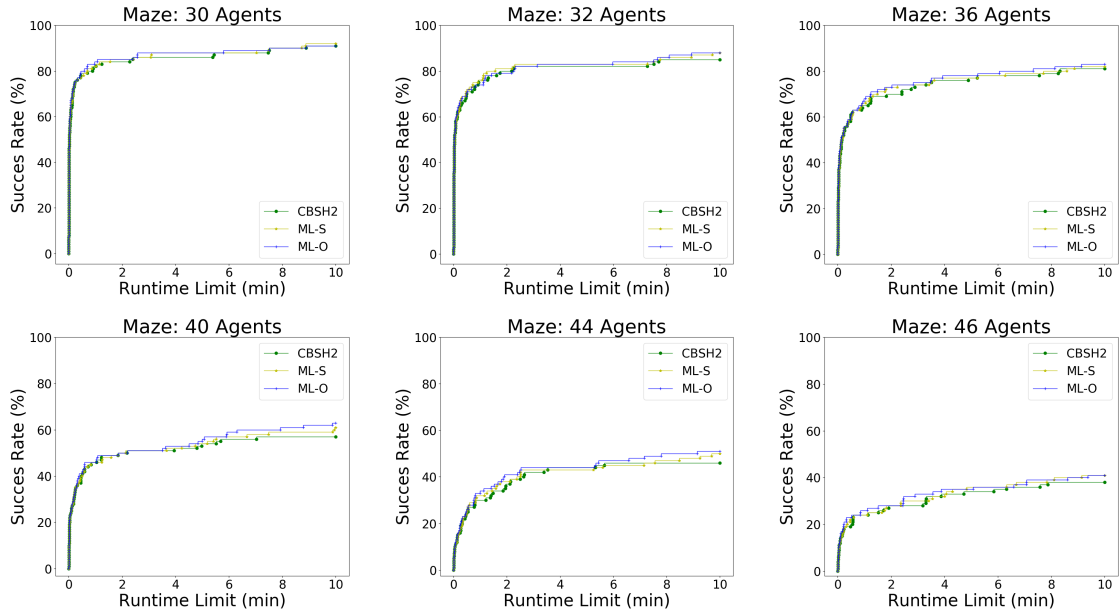 Maze: 30 Agents
100
80
60
40
20
0
Succes Rate (%)
CBSH2
ML-S
ML-O
0 2 4 6 8 10
Runtime Limit (min)
Maze: 32 Agents
100
80
60
40
20
0
Succes Rate (%)
CBSH2
ML-S
ML-O
0 2 4 6 8 10
Runtime Limit (min)
Maze: 36 Agents
100
80
60
40
20
0
Succes Rate (%)
CBSH2
ML-S
ML-O
0 2 4 6 8 10
Runtime Limit (min)
Maze: 40 Agents
100
80
60
40
20
0
Succes Rate (%)
CBSH2
ML-S
ML-O
0 2 4 6 8 10
Runtime Limit (min)
Maze: 44 Agents
100
80
60
40
20
0
Succes Rate (%)
CBSH2
ML-S
ML-O
0 2 4 6 8 10
Runtime Limit (min)
Maze: 46 Agents
100
80
60
40
20
0
Succes Rate (%)
CBSH2
ML-S
ML-O
0 2 4 6 8 10
Runtime Limit (min)